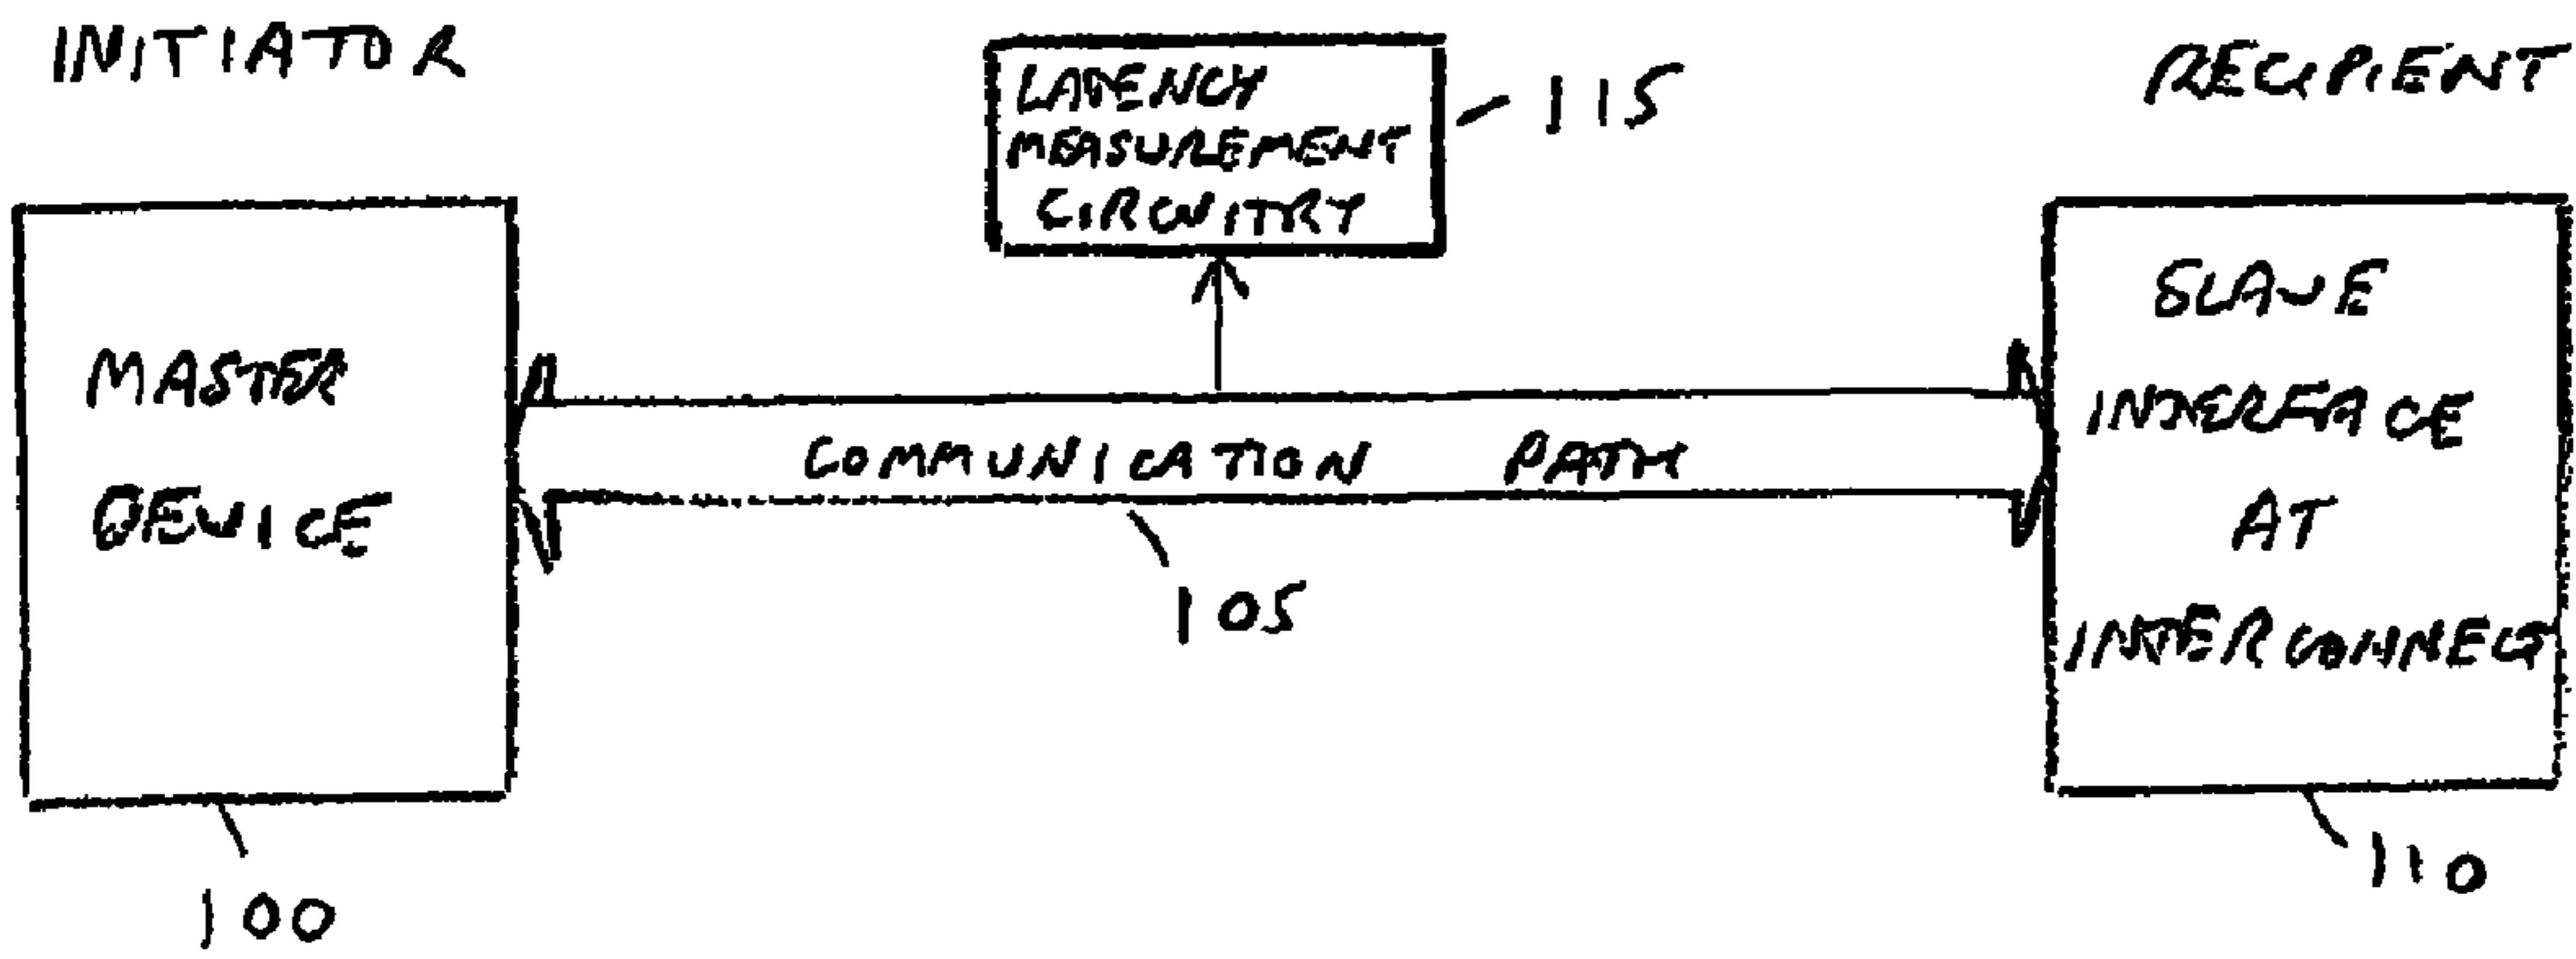 INITIATOR
RECIPIENT
LATENCY
MEASUREMENT
CIRCUITRY
115
MASTER
DEVICE
COMMUNICATION PATH
SLAVE
INTERFACE
AT
INTERCONNECT
105
100
110